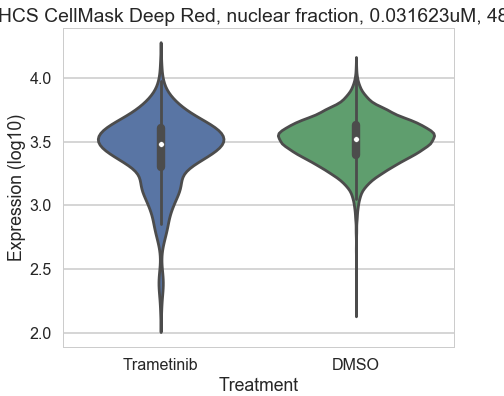 HCS CellMask Deep Red, nuclear fraction, 0.031623uM, 48
Expression (log10)
4.0
3.5
3.0
2.5
2.0
Trametinib DMSO
Treatment